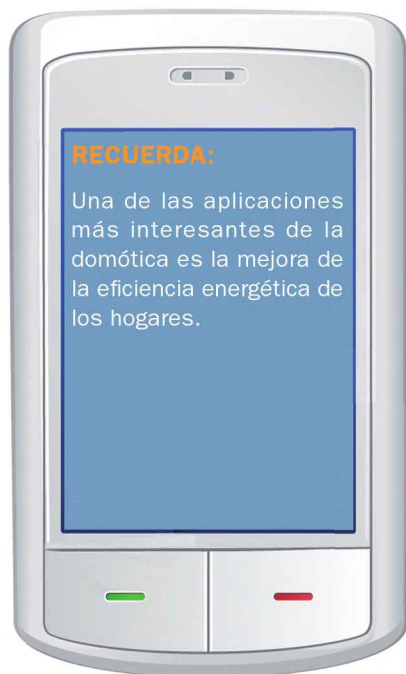 RECUERDA:
Una de las aplicaciones
más interesantes de la
domótica es la mejora de
la eficiencia energética de
los hogares.